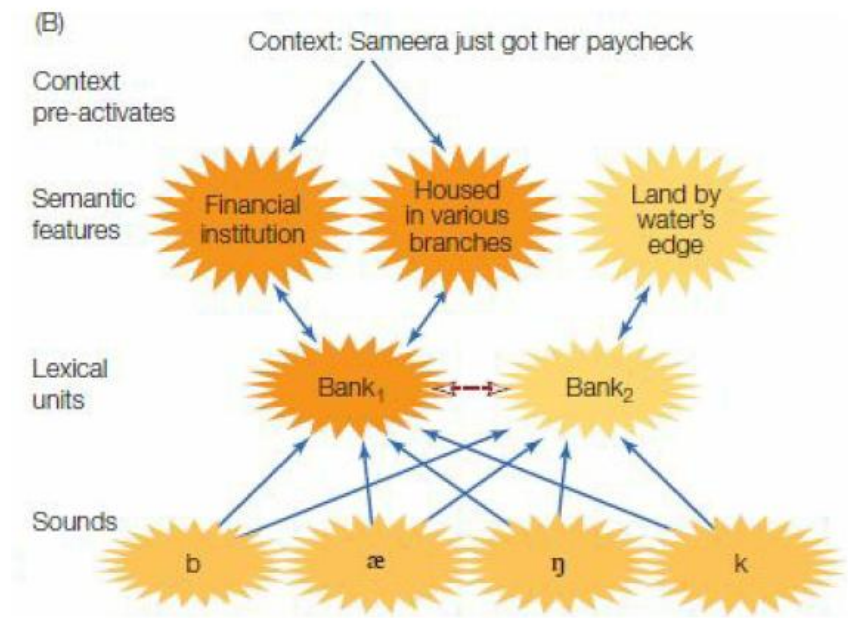 (B)
Context: Sameera just got her paycheck
Context
pre-activates
Semantic
features
Financial
institution
Housed
in various
branches
Land by
water's
edge
Lexical
units
Bank₁
Bank₂
Sounds
b
æ
ŋ
k